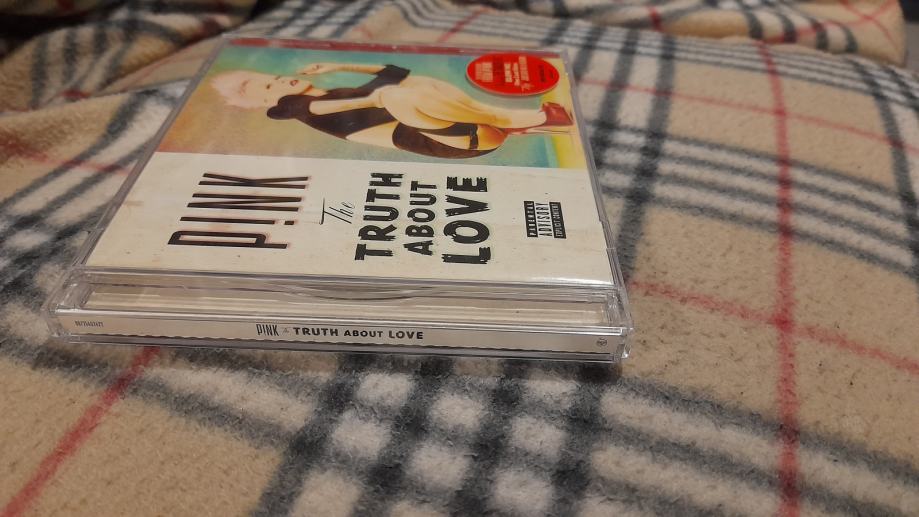 P!NK
The
TRUTH
ABOUT
LOVE
PARENTAL
ADVISORY
EXPLICIT CONTENT
P!NK The TRUTH ABOUT LOVE